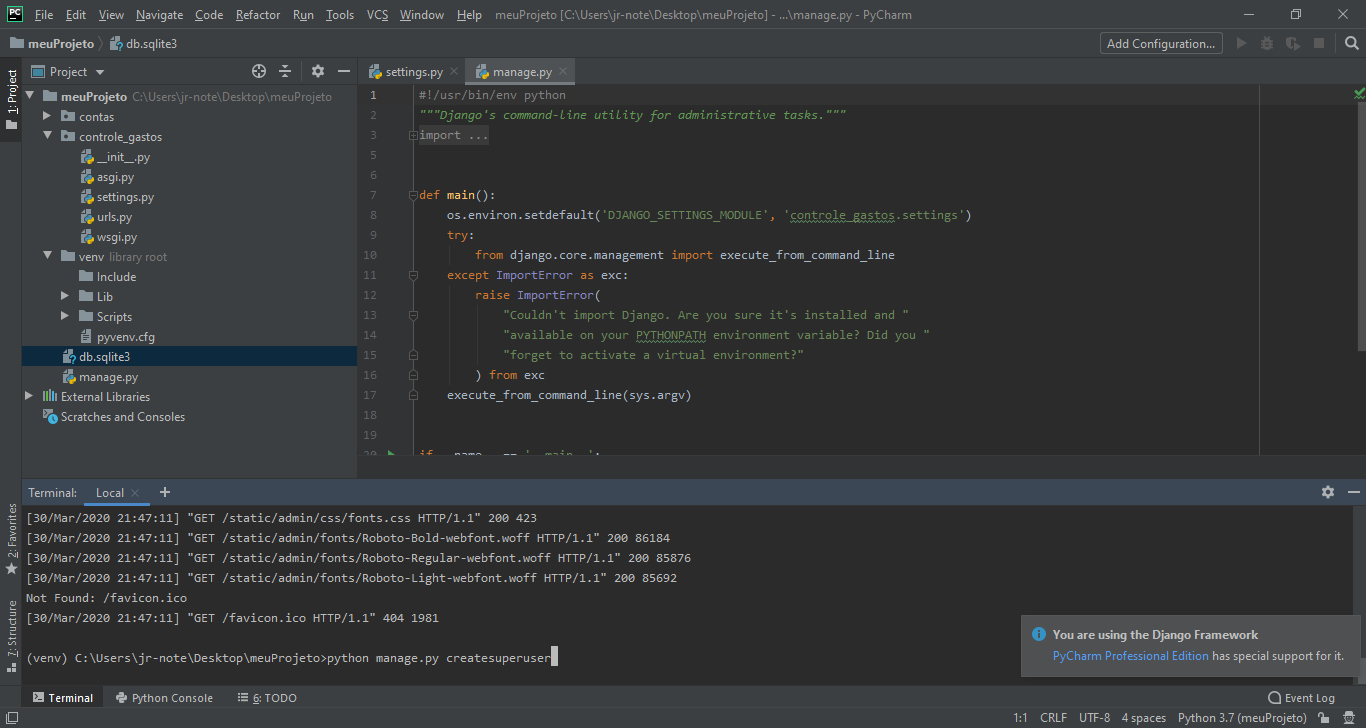 PC File Edit View Navigate Code Refactor Run Tools VCS Window Help meuProjeto [C:\Users\jr-note\Desktop\meuProjeto] - ...\manage.py - PyCharm
meuProjeto db.sqlite3 Add Configuration...
1: Project
Project
settings.py manage.py
meuProjeto C:\Users\jr-note\Desktop\meuProjeto
contas
controle_gastos
__init__.py
asgi.py
settings.py
urls.py
wsgi.py
venv library root
Include
Lib
Scripts
pyvenv.cfg
db.sqlite3
manage.py
External Libraries
Scratches and Consoles
1 #!/usr/bin/env python
2 """Django's command-line utility for administrative tasks."""
3 import ...
5
6
7 def main():
8 os.environ.setdefault('DJANGO_SETTINGS_MODULE', 'controle_gastos.settings')
9 try:
10 from django.core.management import execute_from_command_line
11 except ImportError as exc:
12 raise ImportError(
13 "Couldn't import Django. Are you sure it's installed and "
14 "available on your PYTHONPATH environment variable? Did you "
15 "forget to activate a virtual environment?"
16 ) from exc
17 execute_from_command_line(sys.argv)
18
19
20 if __name__ == '__main__':
Terminal: Local
2: Favorites
7: Structure
[30/Mar/2020 21:47:11] "GET /static/admin/css/fonts.css HTTP/1.1" 200 423
[30/Mar/2020 21:47:11] "GET /static/admin/fonts/Roboto-Bold-webfont.woff HTTP/1.1" 200 86184
[30/Mar/2020 21:47:11] "GET /static/admin/fonts/Roboto-Regular-webfont.woff HTTP/1.1" 200 85876
[30/Mar/2020 21:47:11] "GET /static/admin/fonts/Roboto-Light-webfont.woff HTTP/1.1" 200 85692
Not Found: /favicon.ico
[30/Mar/2020 21:47:11] "GET /favicon.ico HTTP/1.1" 404 1981
(venv) C:\Users\jr-note\Desktop\meuProjeto>python manage.py createsuperuser
You are using the Django Framework
PyCharm Professional Edition has special support for it.
Terminal Python Console 6: TODO Event Log
1:1 CRLF UTF-8 4 spaces Python 3.7 (meuProjeto)